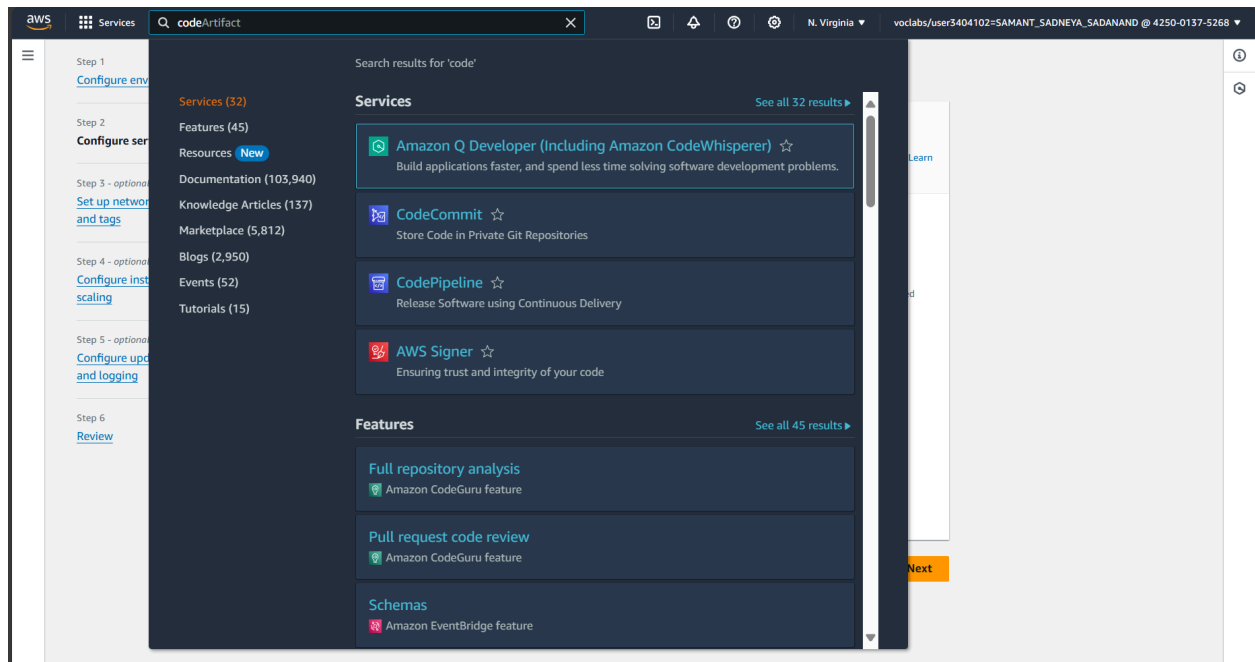 aws
Services
codeArtifact
N. Virginia ▼
voclabs/user3404102=SAMANT_SADNEYA_SADANAND @ 4250-0137-5268 ▼
Step 1
Configure env
Step 2
Configure ser
Step 3 - optional
Set up networ
and tags
Step 4 - optional
Configure inst
scaling
Step 5 - optional
Configure upd
and logging
Step 6
Review
Search results for 'code'
Services (32)
Features (45)
Resources New
Documentation (103,940)
Knowledge Articles (137)
Marketplace (5,812)
Blogs (2,950)
Events (52)
Tutorials (15)
Services
See all 32 results ▶
Amazon Q Developer (Including Amazon CodeWhisperer) ☆
Build applications faster, and spend less time solving software development problems.
CodeCommit ☆
Store Code in Private Git Repositories
CodePipeline ☆
Release Software using Continuous Delivery
AWS Signer ☆
Ensuring trust and integrity of your code
Features
See all 45 results ▶
Full repository analysis
Amazon CodeGuru feature
Pull request code review
Amazon CodeGuru feature
Schemas
Amazon EventBridge feature
Learn
ed
Next